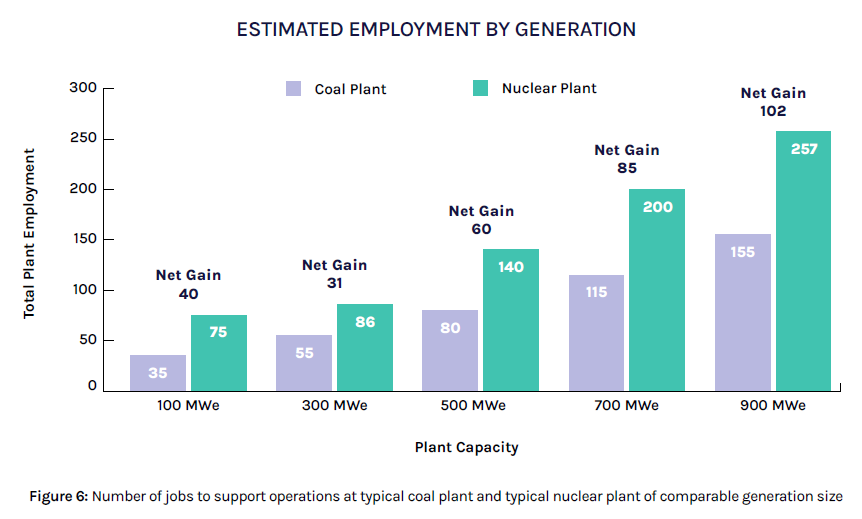 ESTIMATED EMPLOYMENT BY GENERATION
Coal Plant
Nuclear Plant
Total Plant Employment
300
250
200
150
100
50
0
Net Gain
40
35
75
Net Gain
31
55
86
Net Gain
60
80
140
Net Gain
85
115
200
Net Gain
102
155
257
100 MWe
300 MWe
500 MWe
700 MWe
900 MWe
Plant Capacity
Figure 6: Number of jobs to support operations at typical coal plant and typical nuclear plant of comparable generation size